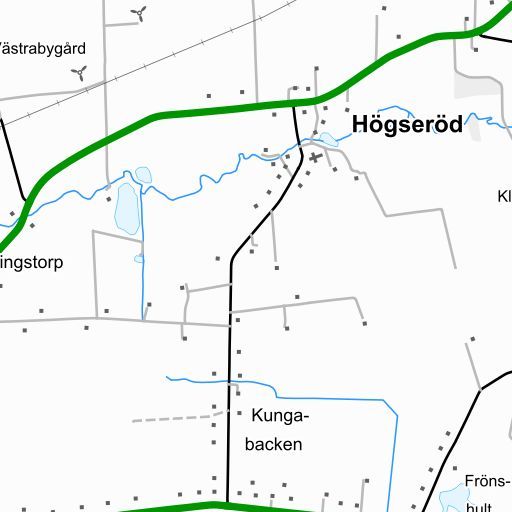 Västrabygård
Högseröd
Kl
ingstorp
Kunga-
backen
Fröns-
hult